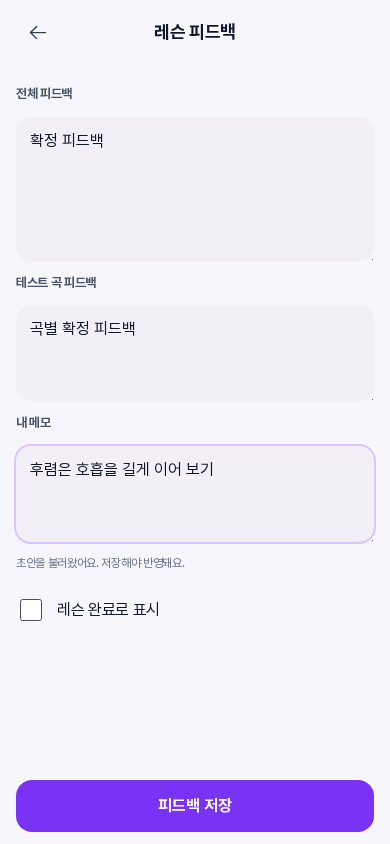 레슨 피드백
전체 피드백
확정 피드백
테스트 곡 피드백
곡별 확정 피드백
내 메모
후렴은 호흡을 길게 이어 보기
초안을 불러왔어요. 저장해야 반영돼요.
레슨 완료로 표시
피드백 저장